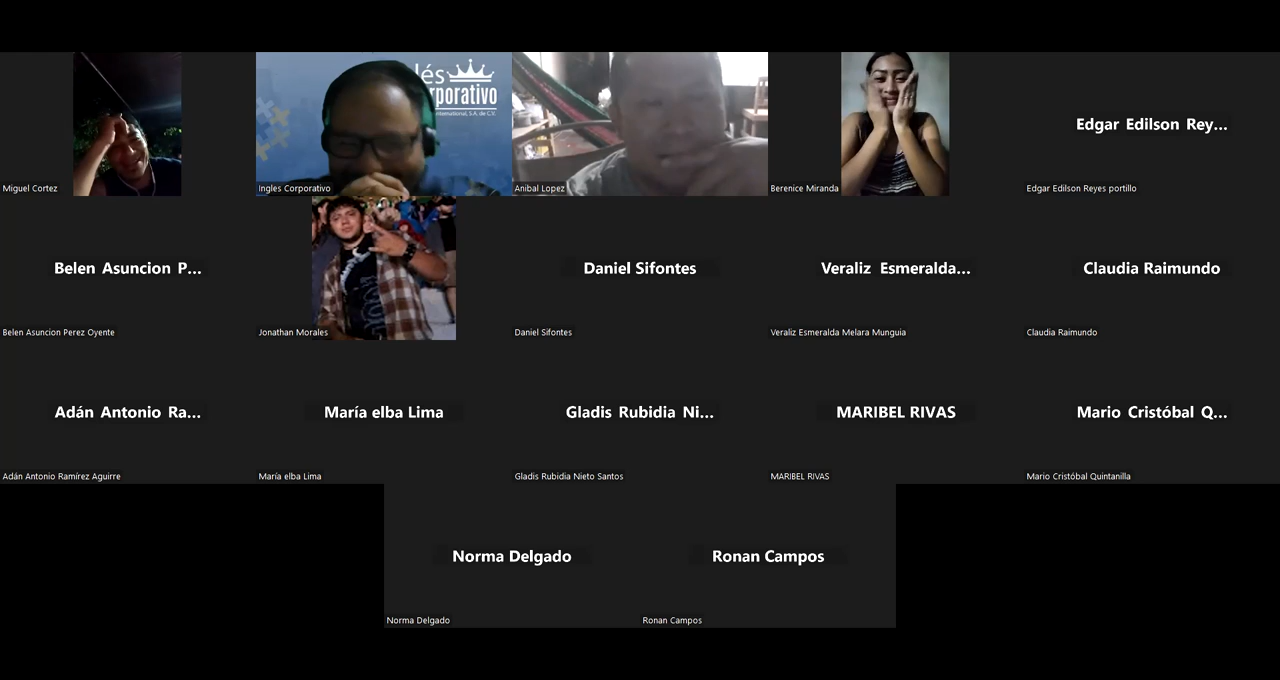 lés
rporativo
International, S.A. de C.V.
Miguel Cortez
Ingles Corporativo
Anibal Lopez
Berenice Miranda
Edgar Edilson Rey...
Edgar Edilson Reyes portillo
Belen Asuncion P...
Belen Asuncion Perez Oyente
Jonathan Morales
Daniel Sifontes
Daniel Sifontes
Veraliz Esmeralda...
Veraliz Esmeralda Melara Munguia
Claudia Raimundo
Claudia Raimundo
Adán Antonio Ra...
Adán Antonio Ramírez Aguirre
María elba Lima
María elba Lima
Gladis Rubidia Ni...
Gladis Rubidia Nieto Santos
MARIBEL RIVAS
MARIBEL RIVAS
Mario Cristóbal Q...
Mario Cristóbal Quintanilla
Norma Delgado
Norma Delgado
Ronan Campos
Ronan Campos